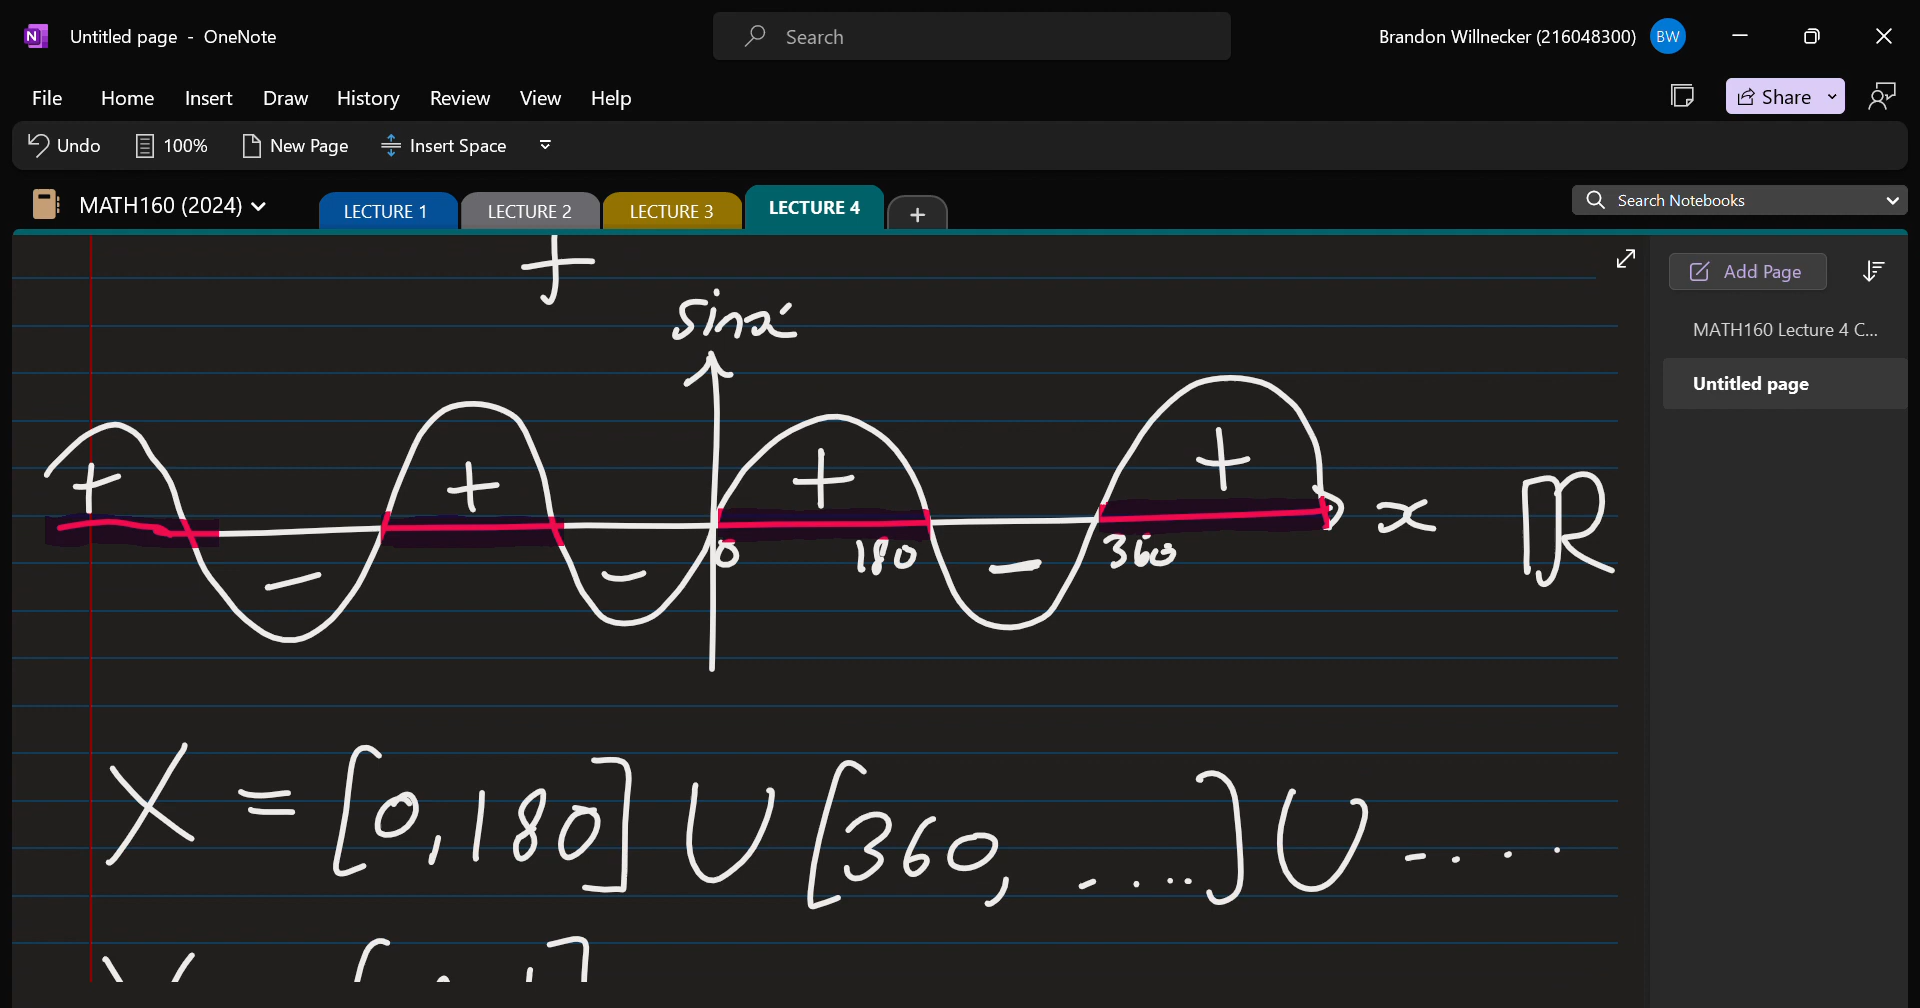 Untitled page - OneNote
Search
Brandon Willnecker (216048300) BW
File Home Insert Draw History Review View Help
Share
Undo 100% New Page Insert Space
MATH160 (2024) LECTURE 1 LECTURE 2 LECTURE 3 LECTURE 4 +
Search Notebooks
Add Page
MATH160 Lecture 4 C...
Untitled page
sin x
+ + + +
x ℝ
0 180 360
- - -
X = [0,180] ∪ [360, .....] ∪ .....